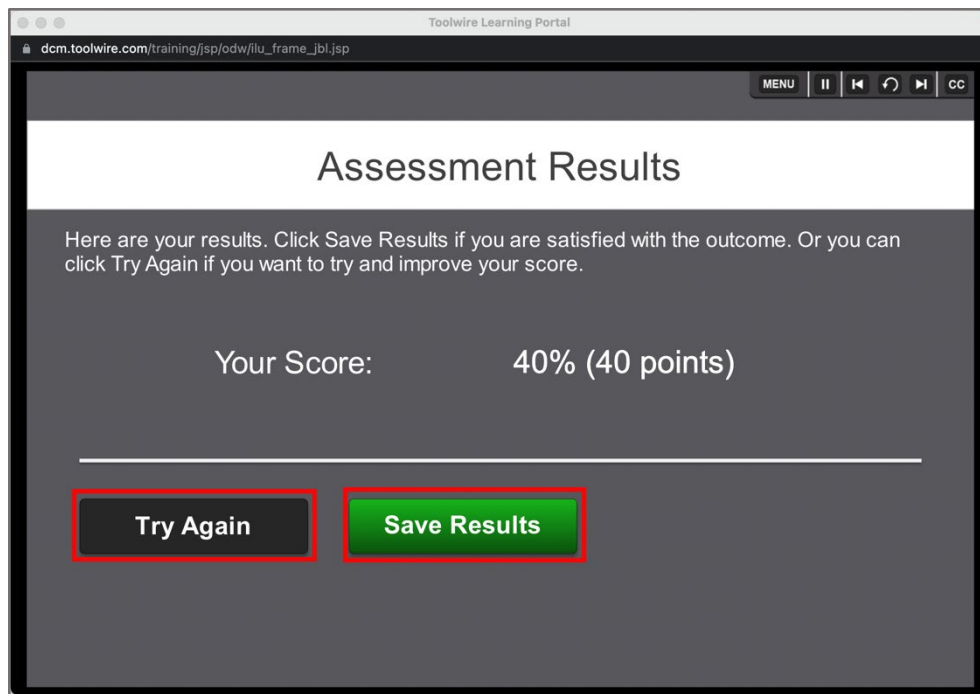 Toolwire Learning Portal
dcm.toolwire.com/training/jsp/odw/ilu_frame_jbl.jsp
MENU CC
Assessment Results
Here are your results. Click Save Results if you are satisfied with the outcome. Or you can
click Try Again if you want to try and improve your score.
Your Score: 40% (40 points)
Try Again Save Results